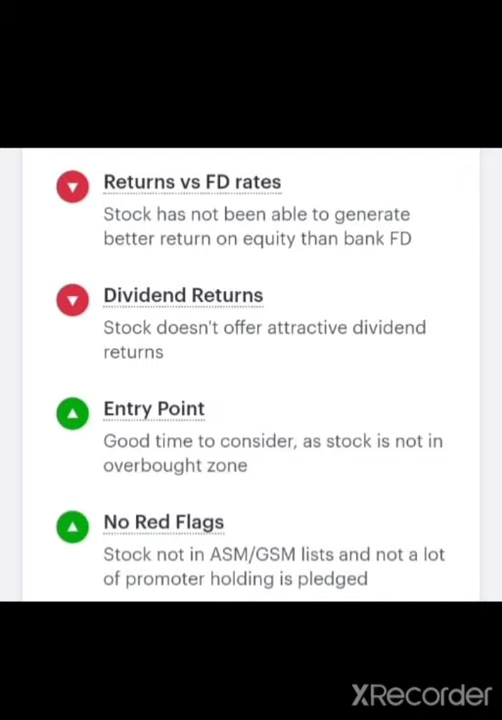 Returns vs FD rates
Stock has not been able to generate
better return on equity than bank FD
Dividend Returns
Stock doesn't offer attractive dividend
returns
Entry Point
Good time to consider, as stock is not in
overbought zone
No Red Flags
Stock not in ASM/GSM lists and not a lot
of promoter holding is pledged
XRecorder